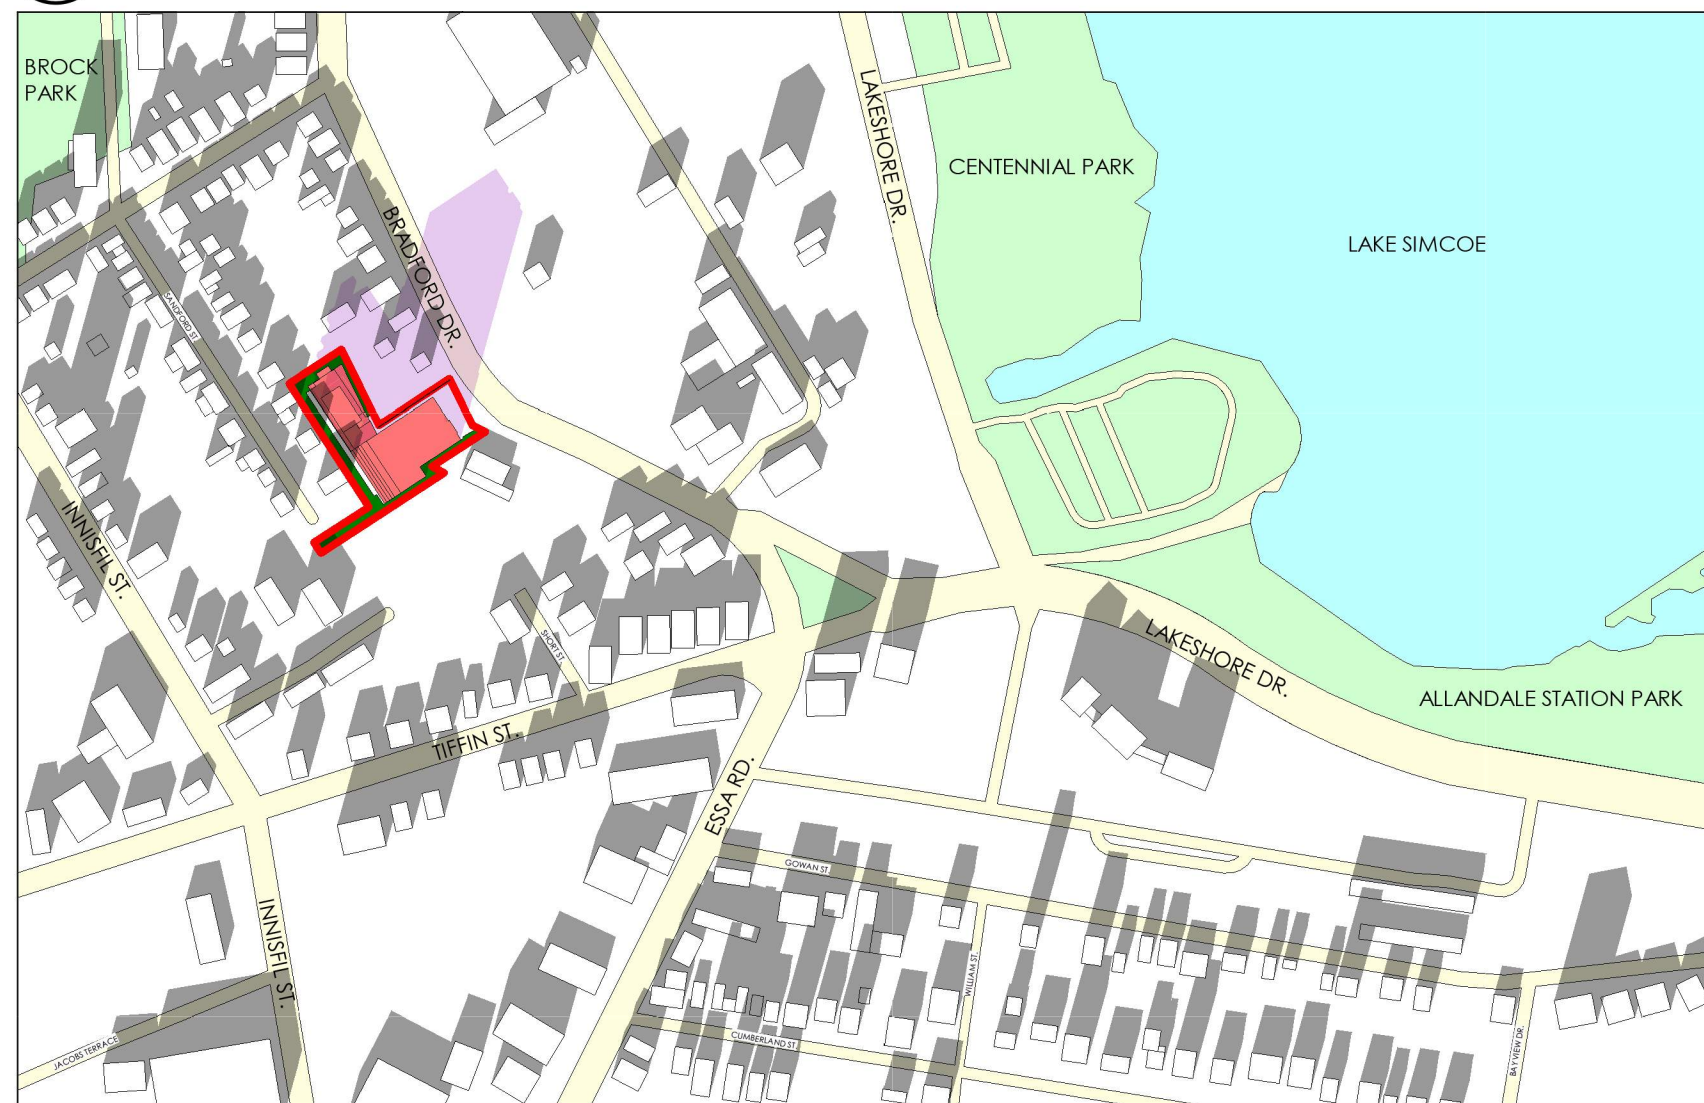 BROCK
PARK
LAKESHORE DR.
CENTENNIAL PARK
LAKE SIMCOE
BRADFORD DR.
SANDFORD ST.
INNISFIL ST.
SHORT ST.
LAKESHORE DR.
ALLANDALE STATION PARK
TIFFIN ST.
ESSA RD.
GOWAN ST.
INNISFIL ST.
WILLIAM ST.
JACOBS TERRACE
CUMBERLAND ST.
BAYVIEW DR.